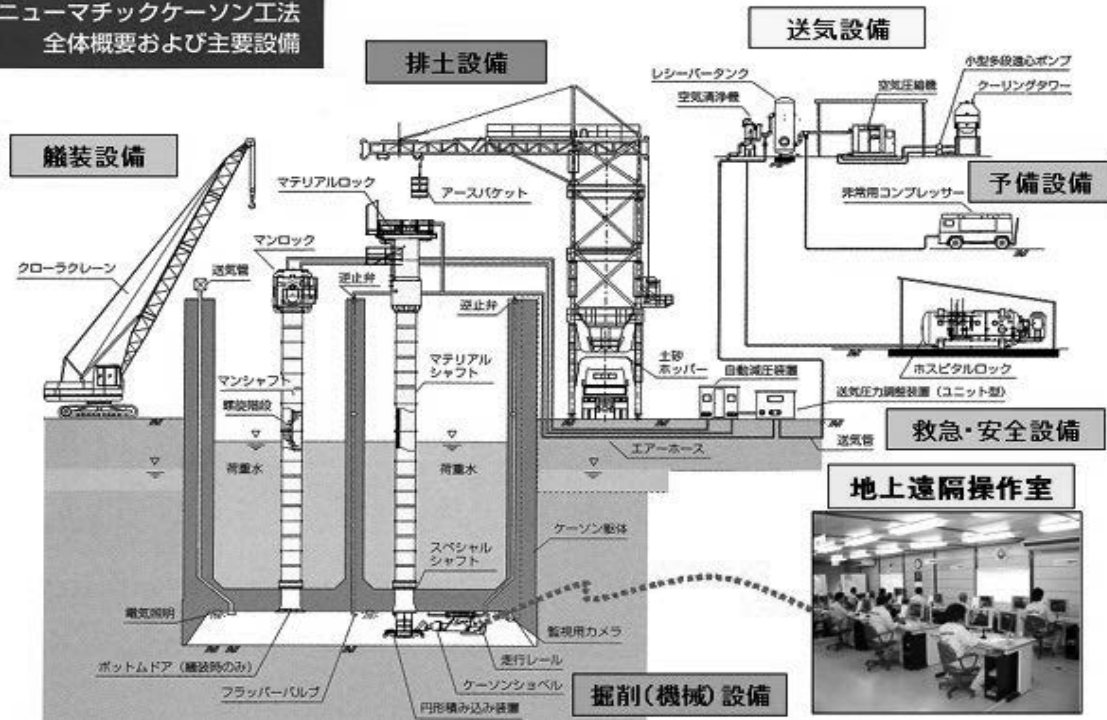 ニューマチックケーソン工法
全体概要および主要設備
排土設備
送気設備
レシーバータンク
空気清浄機
空気圧縮機
小型多段遠心ポンプ
クーリングタワー
艤装設備
予備設備
マテリアルロック
アースバケット
非常用コンプレッサー
マンロック
クローラクレーン
送気管
逆止弁
逆止弁
マンシャフト
螺旋階段
マテリアル
シャフト
土砂
ホッパー
自動減圧装置
ホスピタルロック
送気圧力調整装置（ユニット型）
救急・安全設備
荷重水
荷重水
エアーホース
送気管
地上遠隔操作室
ケーソン躯体
スペシャル
シャフト
電気照明
監視用カメラ
ボットムドア（艤装時のみ）
走行レール
フラッパーバルブ
ケーソンショベル
円形積み込み装置
掘削(機械)設備